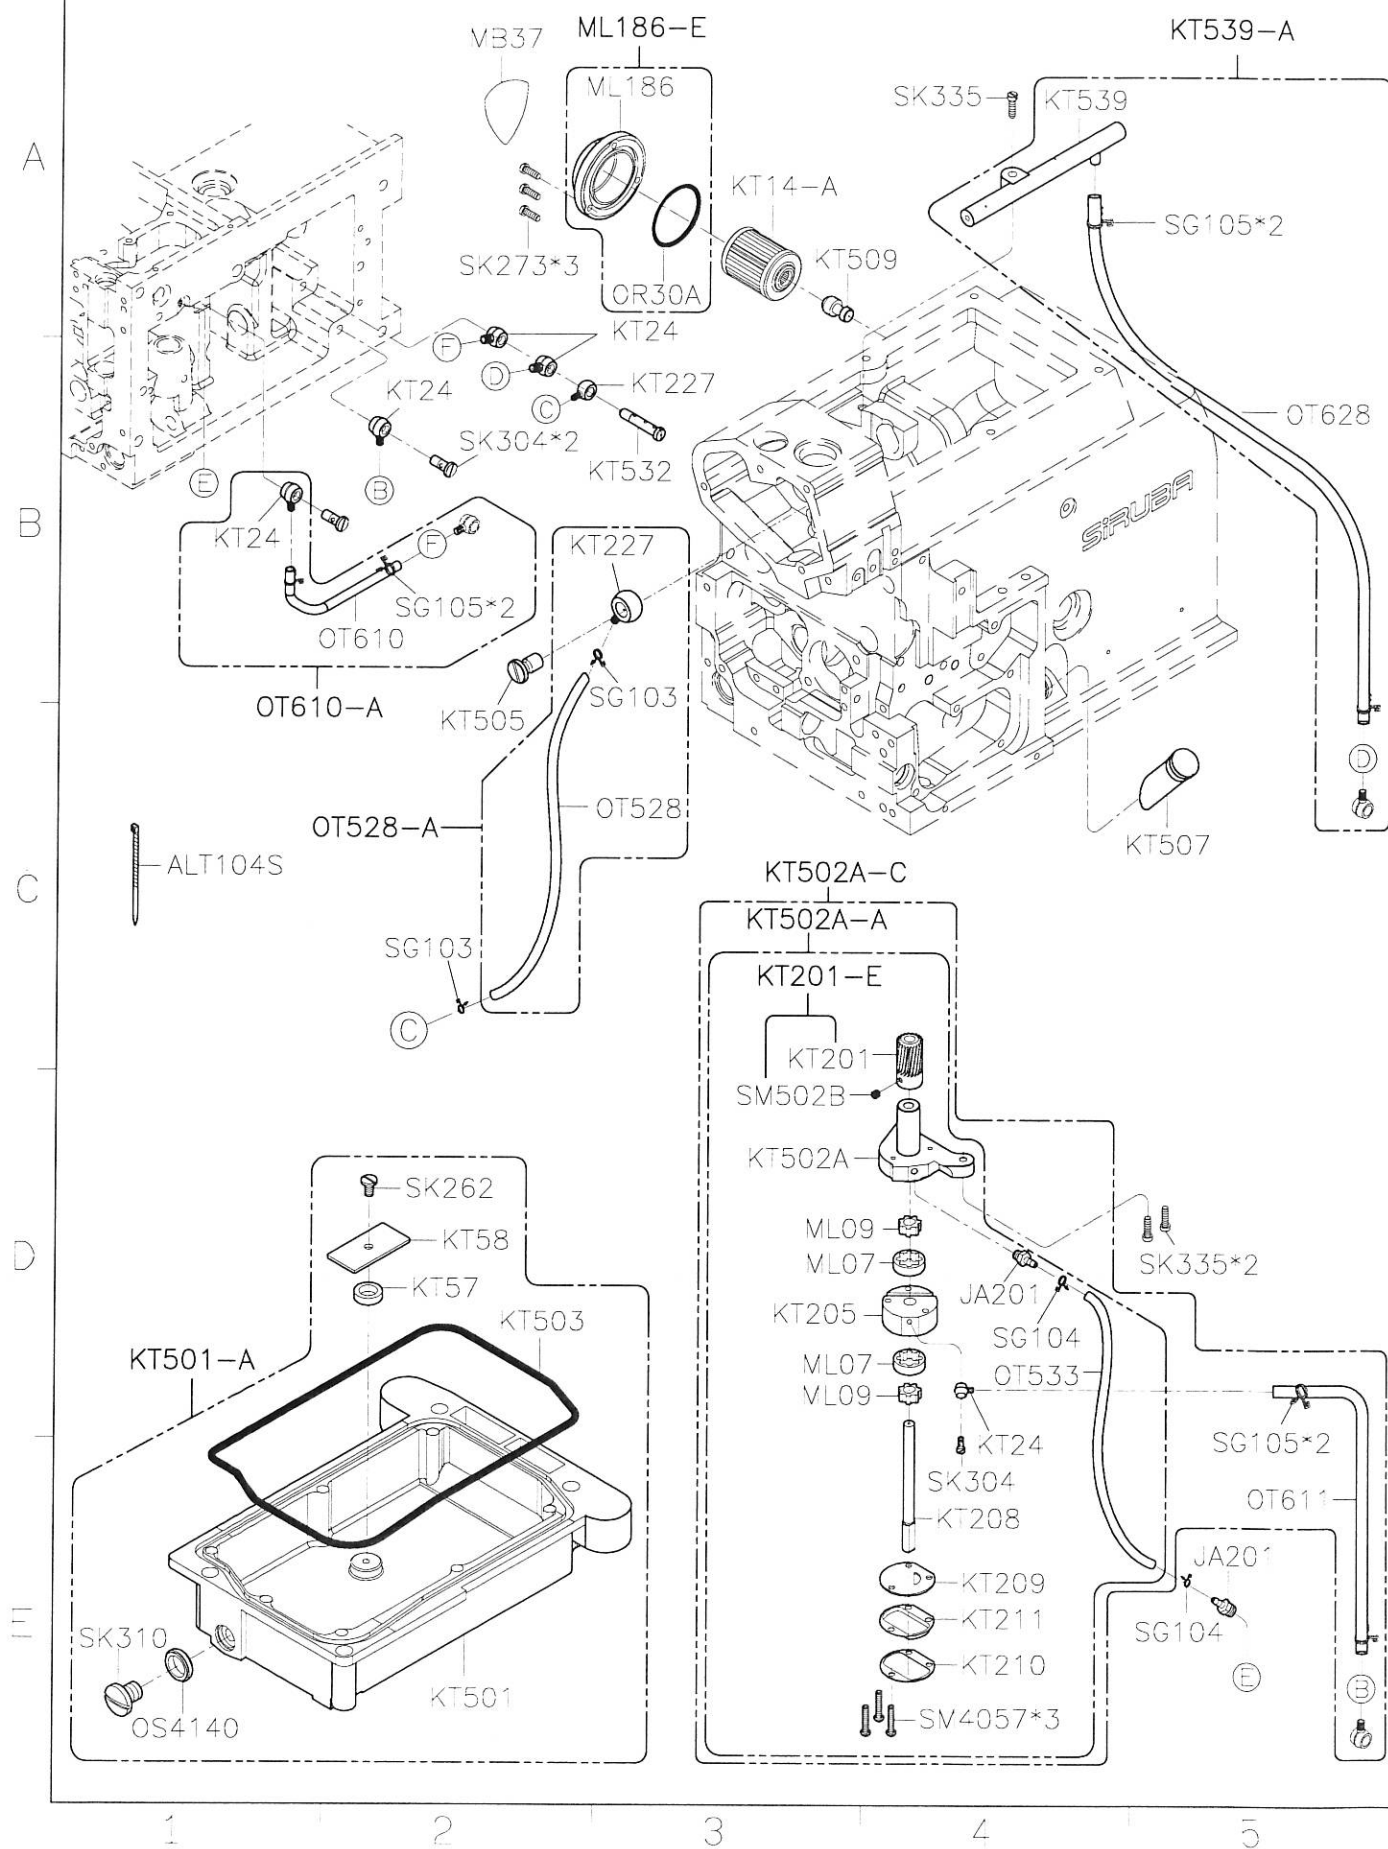 ML186-E
KT539-A
MB37
ML186
SK335
KT539
A
KT14-A
SG105*2
SK273*3
KT509
OR30A
KT24
F
D
KT24
KT227
C
OT628
SK304*2
KT532
E
B
B
SIRUBA
KT24
F
KT227
SG105*2
OT610
SG103
OT610-A
KT505
D
OT528
OT528-A
KT507
ALT104S
C
KT502A-C
KT502A-A
SG103
KT201-E
C
KT201
SM502B
KT502A
SK262
ML09
KT58
D
ML07
SK335*2
KT57
JA201
KT205
KT503
SG104
KT501-A
ML07
OT533
ML09
KT24
SG105*2
SK304
OT611
KT208
JA201
KT209
E
KT211
SK310
SG104
KT210
E
KT501
B
OS4140
SM4057*3
1
2
3
4
5